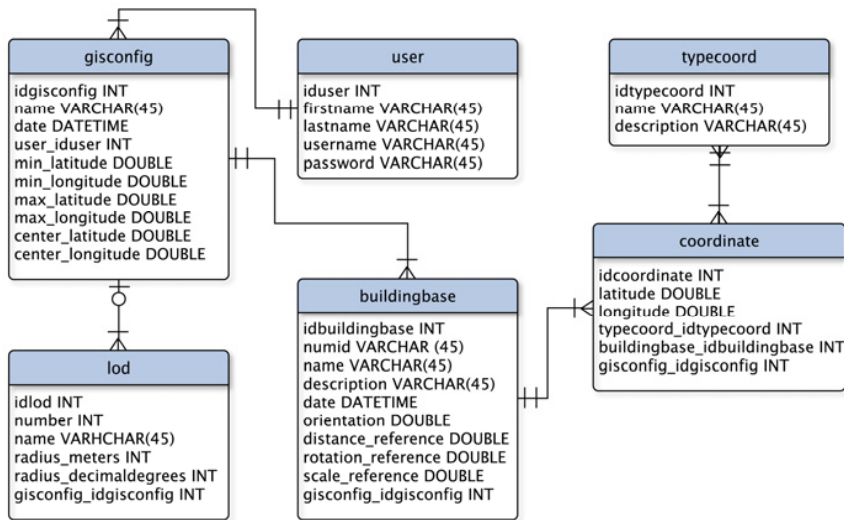 gisconfig
idgisconfig INT
name VARCHAR(45)
date DATETIME
user_iduser INT
min_latitude DOUBLE
min_longitude DOUBLE
max_latitude DOUBLE
max_longitude DOUBLE
center_latitude DOUBLE
center_longitude DOUBLE
user
iduser INT
firstname VARCHAR(45)
lastname VARCHAR(45)
username VARCHAR(45)
password VARCHAR(45)
typecoord
idtypecoord INT
name VARCHAR(45)
description VARCHAR(45)
lod
idlod INT
number INT
name VARHCHAR(45)
radius_meters INT
radius_decimaldegrees INT
gisconfig_idgisconfig INT
buildingbase
idbuildingbase INT
numid VARCHAR (45)
name VARCHAR(45)
description VARCHAR(45)
date DATETIME
orientation DOUBLE
distance_reference DOUBLE
rotation_reference DOUBLE
scale_reference DOUBLE
gisconfig_idgisconfig INT
coordinate
idcoordinate INT
latitude DOUBLE
longitude DOUBLE
typecoord_idtypecoord INT
buildingbase_idbuildingbase INT
gisconfig_idgisconfig INT